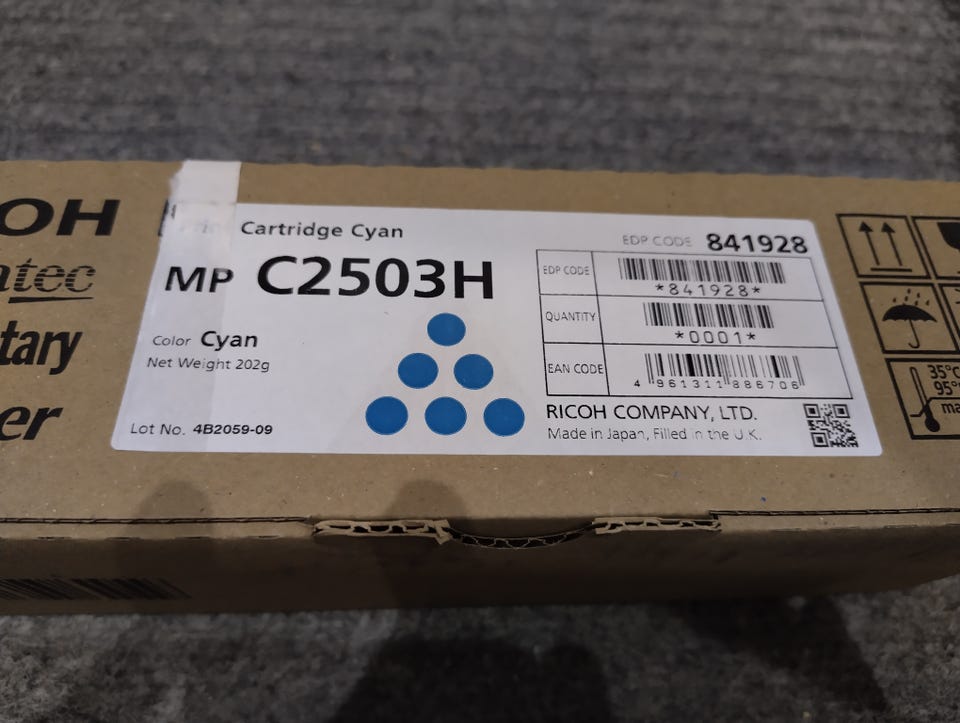 OH
atec
tary
er
Print Cartridge Cyan
MP C2503H
Color Cyan
Net Weight 202g
Lot No. 4B2059-09
EDP CODE 841928
EDP CODE
*841928*
QUANTITY
*0001*
EAN CODE
4 961311 886706
RICOH COMPANY, LTD.
Made in Japan, Filled in the U.K.
35°C
95°
ma